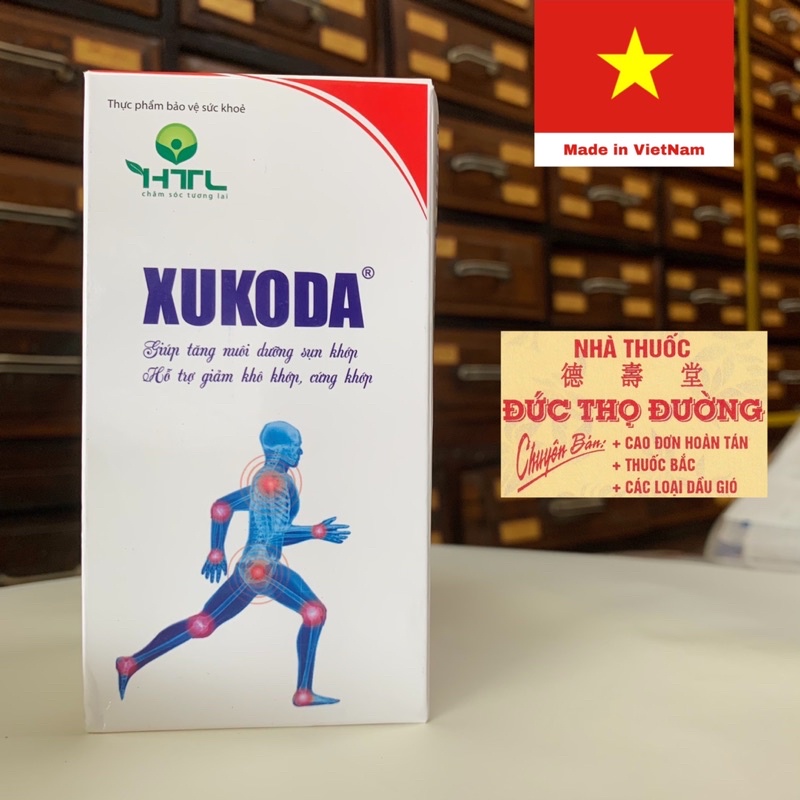 Thực phẩm bảo vệ sức khoẻ
HTL
chăm sóc tương lai
XUKODA®
Giúp tăng nuôi dưỡng sụn khớp
Hỗ trợ giảm khô khớp, cứng khớp
Made in VietNam
NHÀ THUỐC
德 壽 堂
ĐỨC THỌ ĐƯỜNG
Chuyên Bán: + CAO ĐƠN HOÀN TÁN
+ THUỐC BẮC
+ CÁC LOẠI DẦU GIÓ